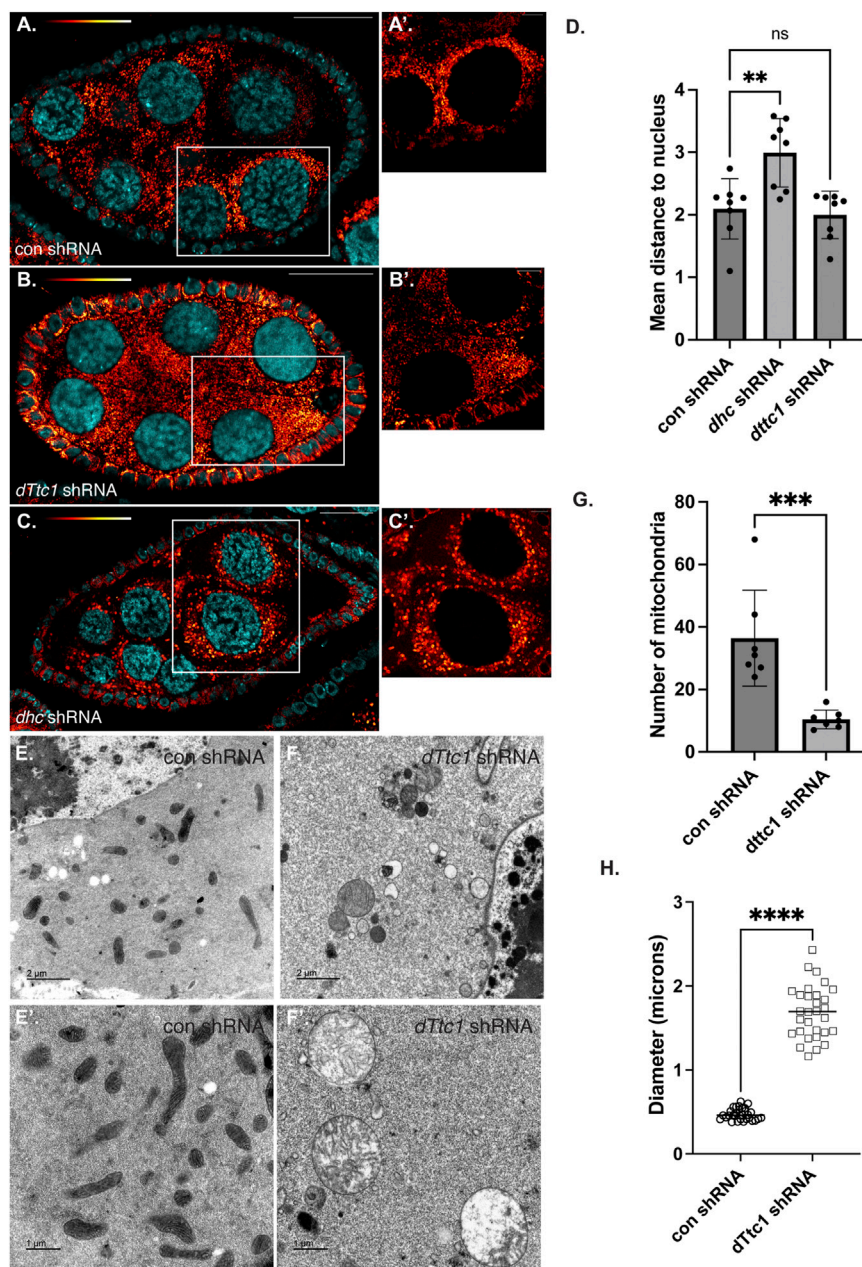 A.
con shRNA
A'.
B.
dTtc1 shRNA
B'.
C.
dhc shRNA
C'.
D.
ns
**
4
3
2
1
0
Mean distance to nucleus
con shRNA
dhc shRNA
dttc1 shRNA
E.
con shRNA
2 μm
F.
dTtc1 shRNA
2 μm
E'.
con shRNA
1 μm
F'.
dTtc1 shRNA
1 μm
G.
***
80
60
40
20
0
Number of mitochondria
con shRNA
dttc1 shRNA
H.
****
3
2
1
0
Diameter (microns)
con shRNA
dTtc1 shRNA